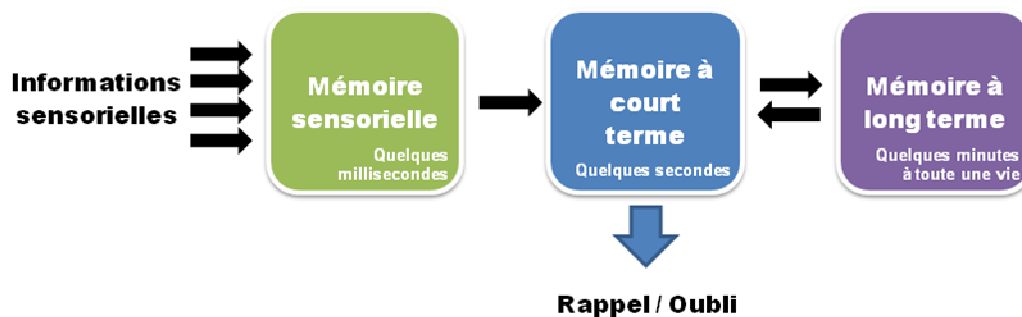 Informations
sensorielles
Mémoire
sensorielle
Quelques
millisecondes
Mémoire à
court
terme
Quelques secondes
Mémoire à
long terme
Quelques minutes
à toute une vie
Rappel / Oubli